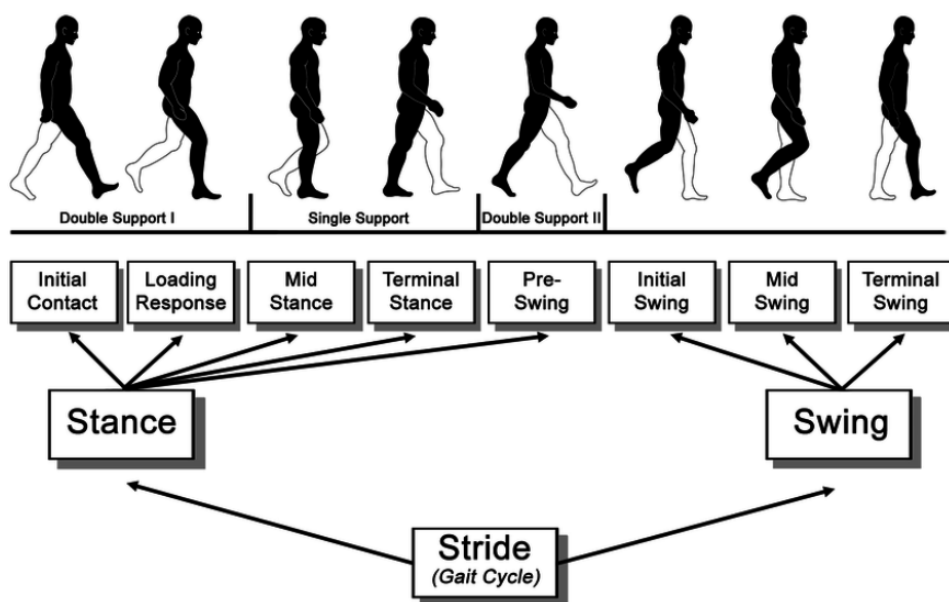 Double Support I
Single Support
Double Support II
Initial
Contact
Loading
Response
Mid
Stance
Terminal
Stance
Pre-
Swing
Initial
Swing
Mid
Swing
Terminal
Swing
Stance
Swing
Stride
(Gait Cycle)